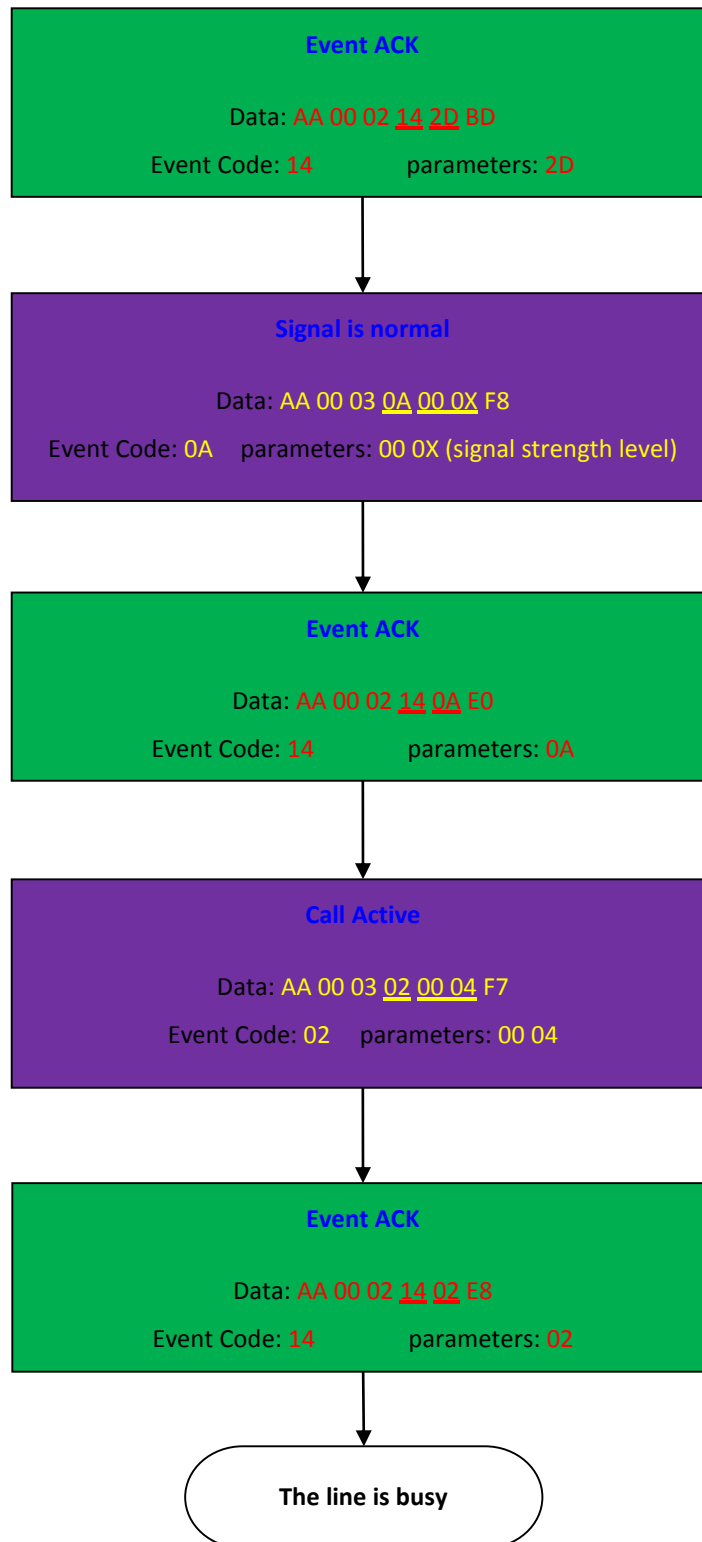 Event ACK
Data: AA 00 02 14 2D BD
Event Code: 14 parameters: 2D
Signal is normal
Data: AA 00 03 0A 00 0X F8
Event Code: 0A parameters: 00 0X (signal strength level)
Event ACK
Data: AA 00 02 14 0A E0
Event Code: 14 parameters: 0A
Call Active
Data: AA 00 03 02 00 04 F7
Event Code: 02 parameters: 00 04
Event ACK
Data: AA 00 02 14 02 E8
Event Code: 14 parameters: 02
The line is busy